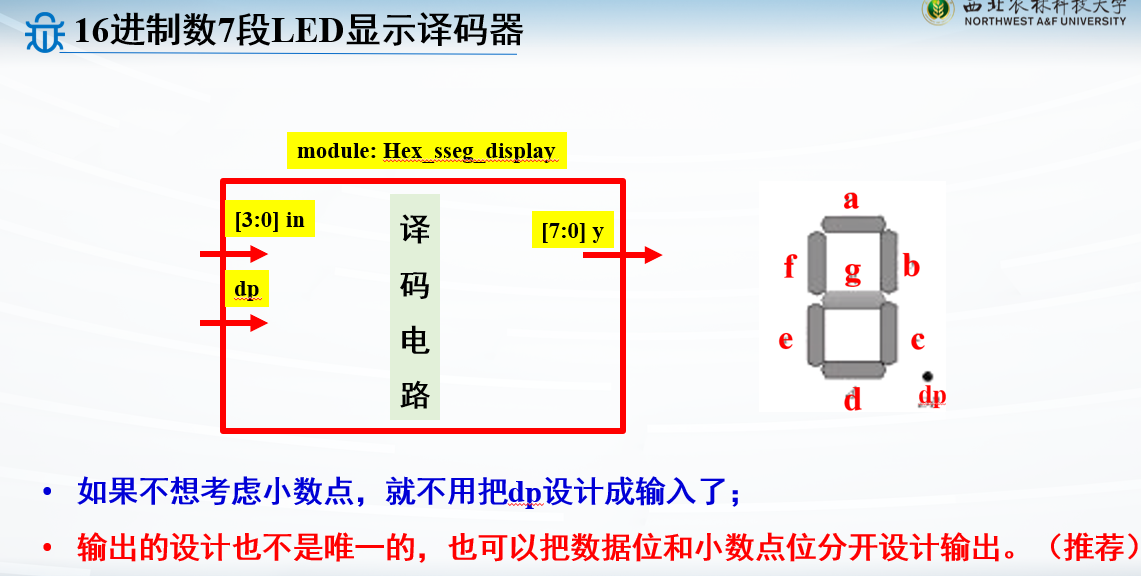 16进制数7段LED显示译码器
西北农林科技大学
NORTHWEST A&F UNIVERSITY
module: Hex_sseg_display
[3:0] in
dp
译
码
电
路
[7:0] y
a
f
g
b
e
c
d
dp
• 如果不想考虑小数点，就不用把dp设计成输入了；
• 输出的设计也不是唯一的，也可以把数据位和小数点位分开设计输出。（推荐）